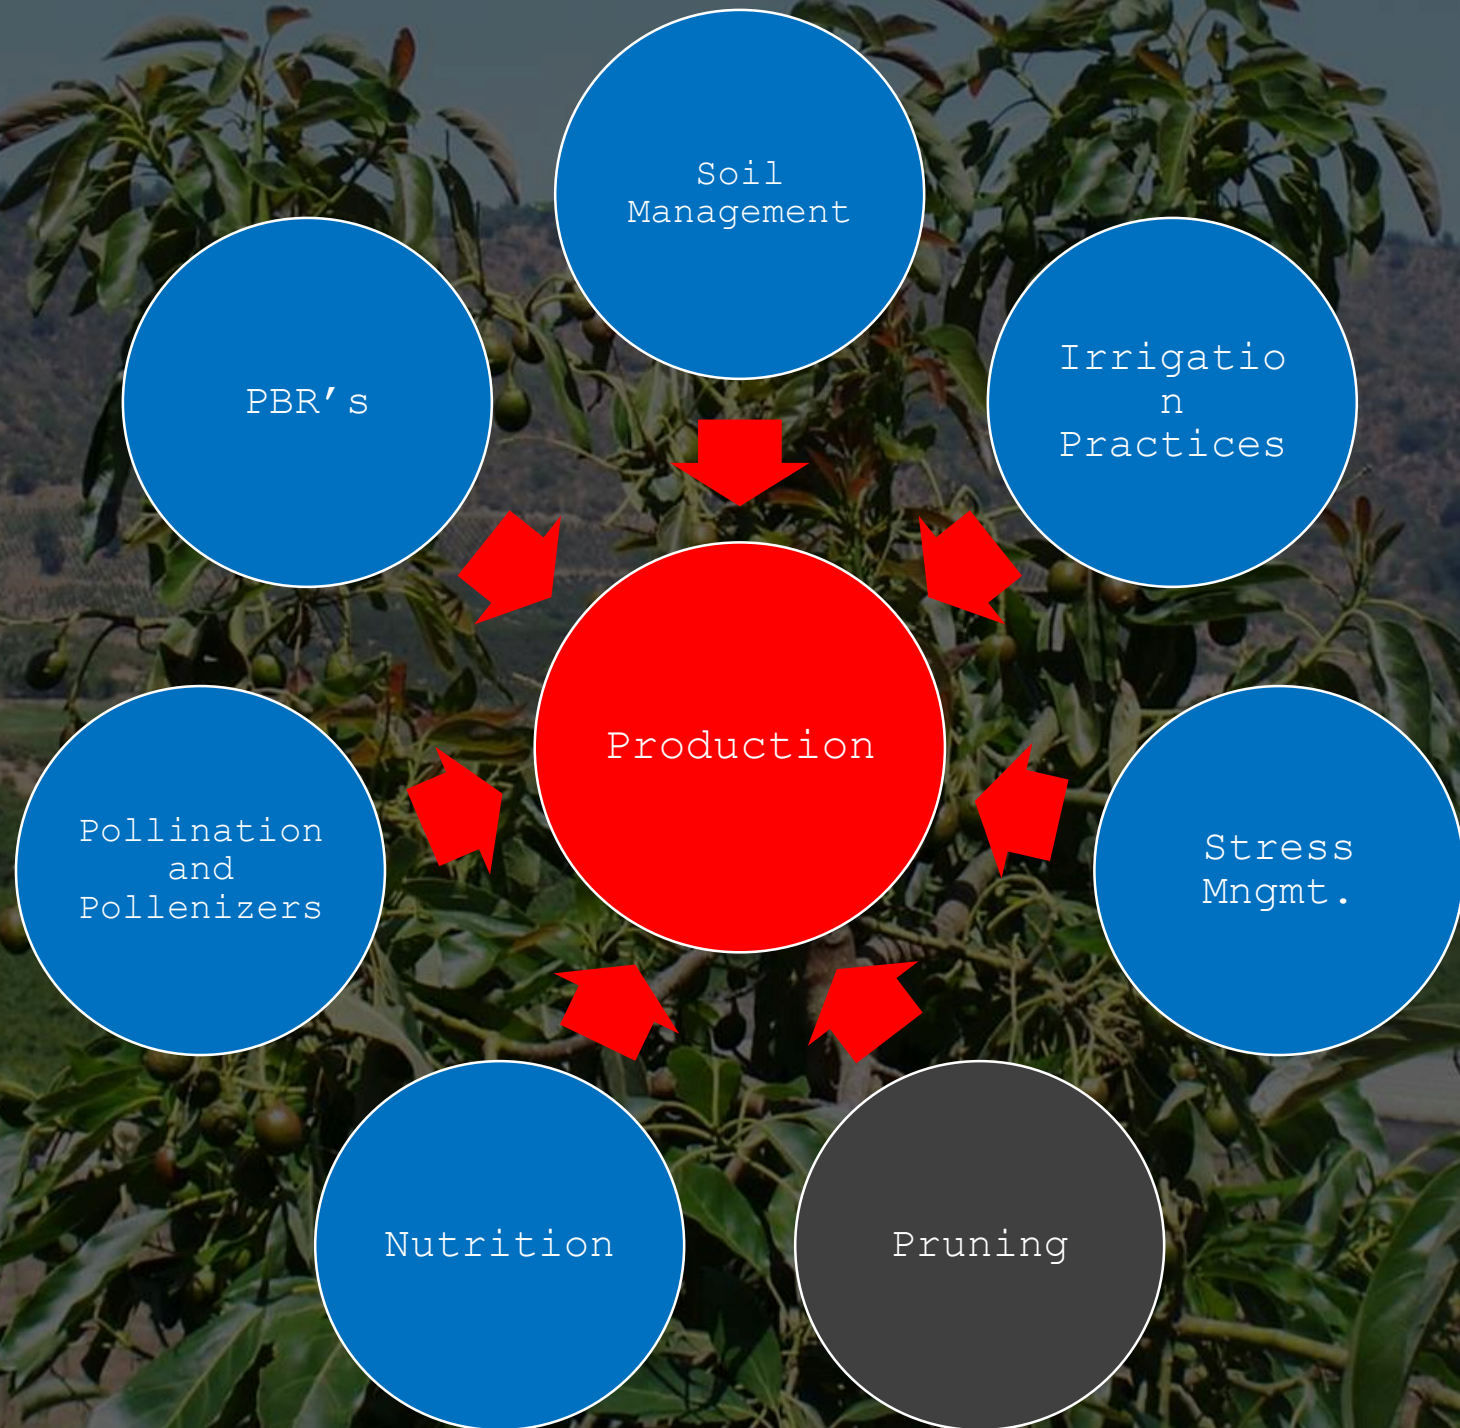 Soil
Management
PBR’s
Irrigatio
n
Practices
Production
Pollination
and
Pollenizers
Stress
Mngmt.
Nutrition
Pruning